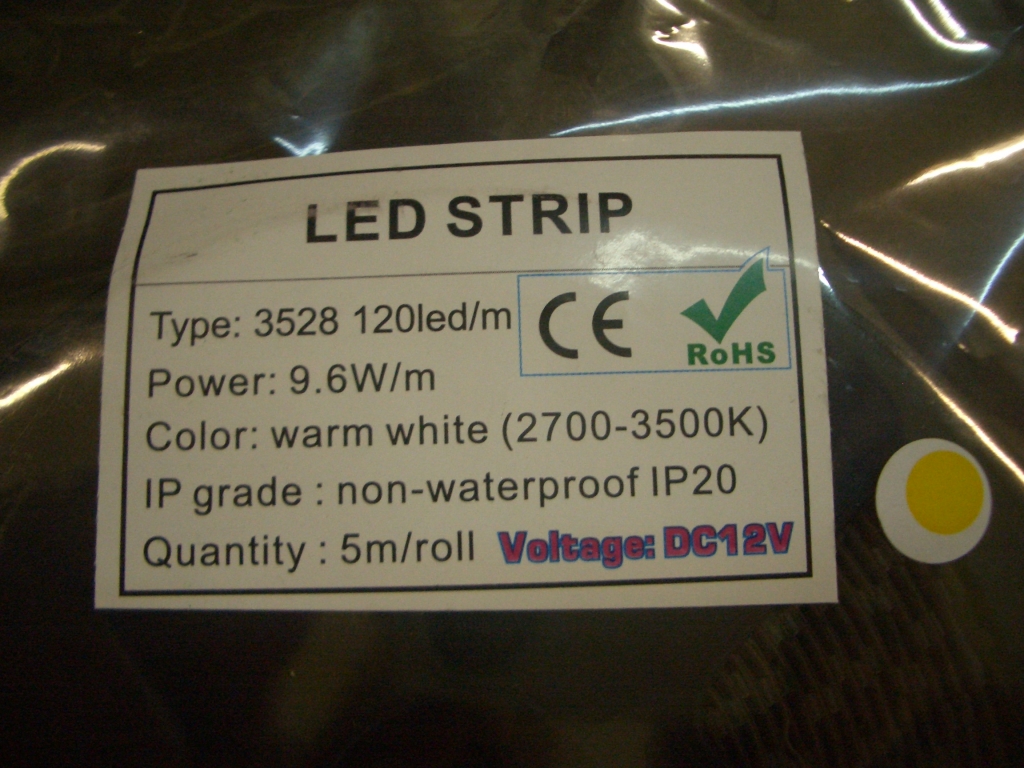 LED STRIP
Type: 3528 120led/m
CE
RoHS
Power: 9.6W/m
Color: warm white (2700-3500K)
IP grade : non-waterproof IP20
Quantity : 5m/roll Voltage: DC12V